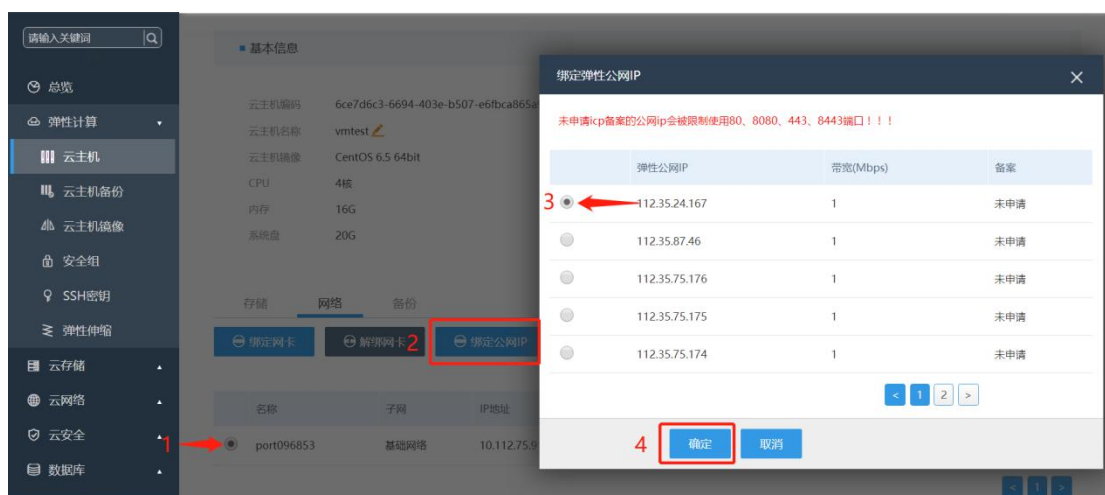 请输入关键词
总览
弹性计算
云主机
云主机备份
云主机镜像
安全组
SSH密钥
弹性伸缩
云存储
云网络
云安全
数据库
基本信息
云主机编码 6ce7d6c3-6694-403e-b507-e6fbca865a
云主机名称 vmtest
云主机镜像 CentOS 6.5 64bit
CPU 4核
内存 16G
系统盘 20G
存储 网络 备份
绑定网卡 解绑网卡 2 绑定公网IP
名称 子网 IP地址
1 port096853 基础网络 10.112.75.9
< 1 >
绑定弹性公网IP
未申请icp备案的公网ip会被限制使用80、8080、443、8443端口！！！
弹性公网IP 带宽(Mbps) 备案
3 112.35.24.167 1 未申请
112.35.87.46 1 未申请
112.35.75.176 1 未申请
112.35.75.175 1 未申请
112.35.75.174 1 未申请
< 1 2 >
4 确定 取消